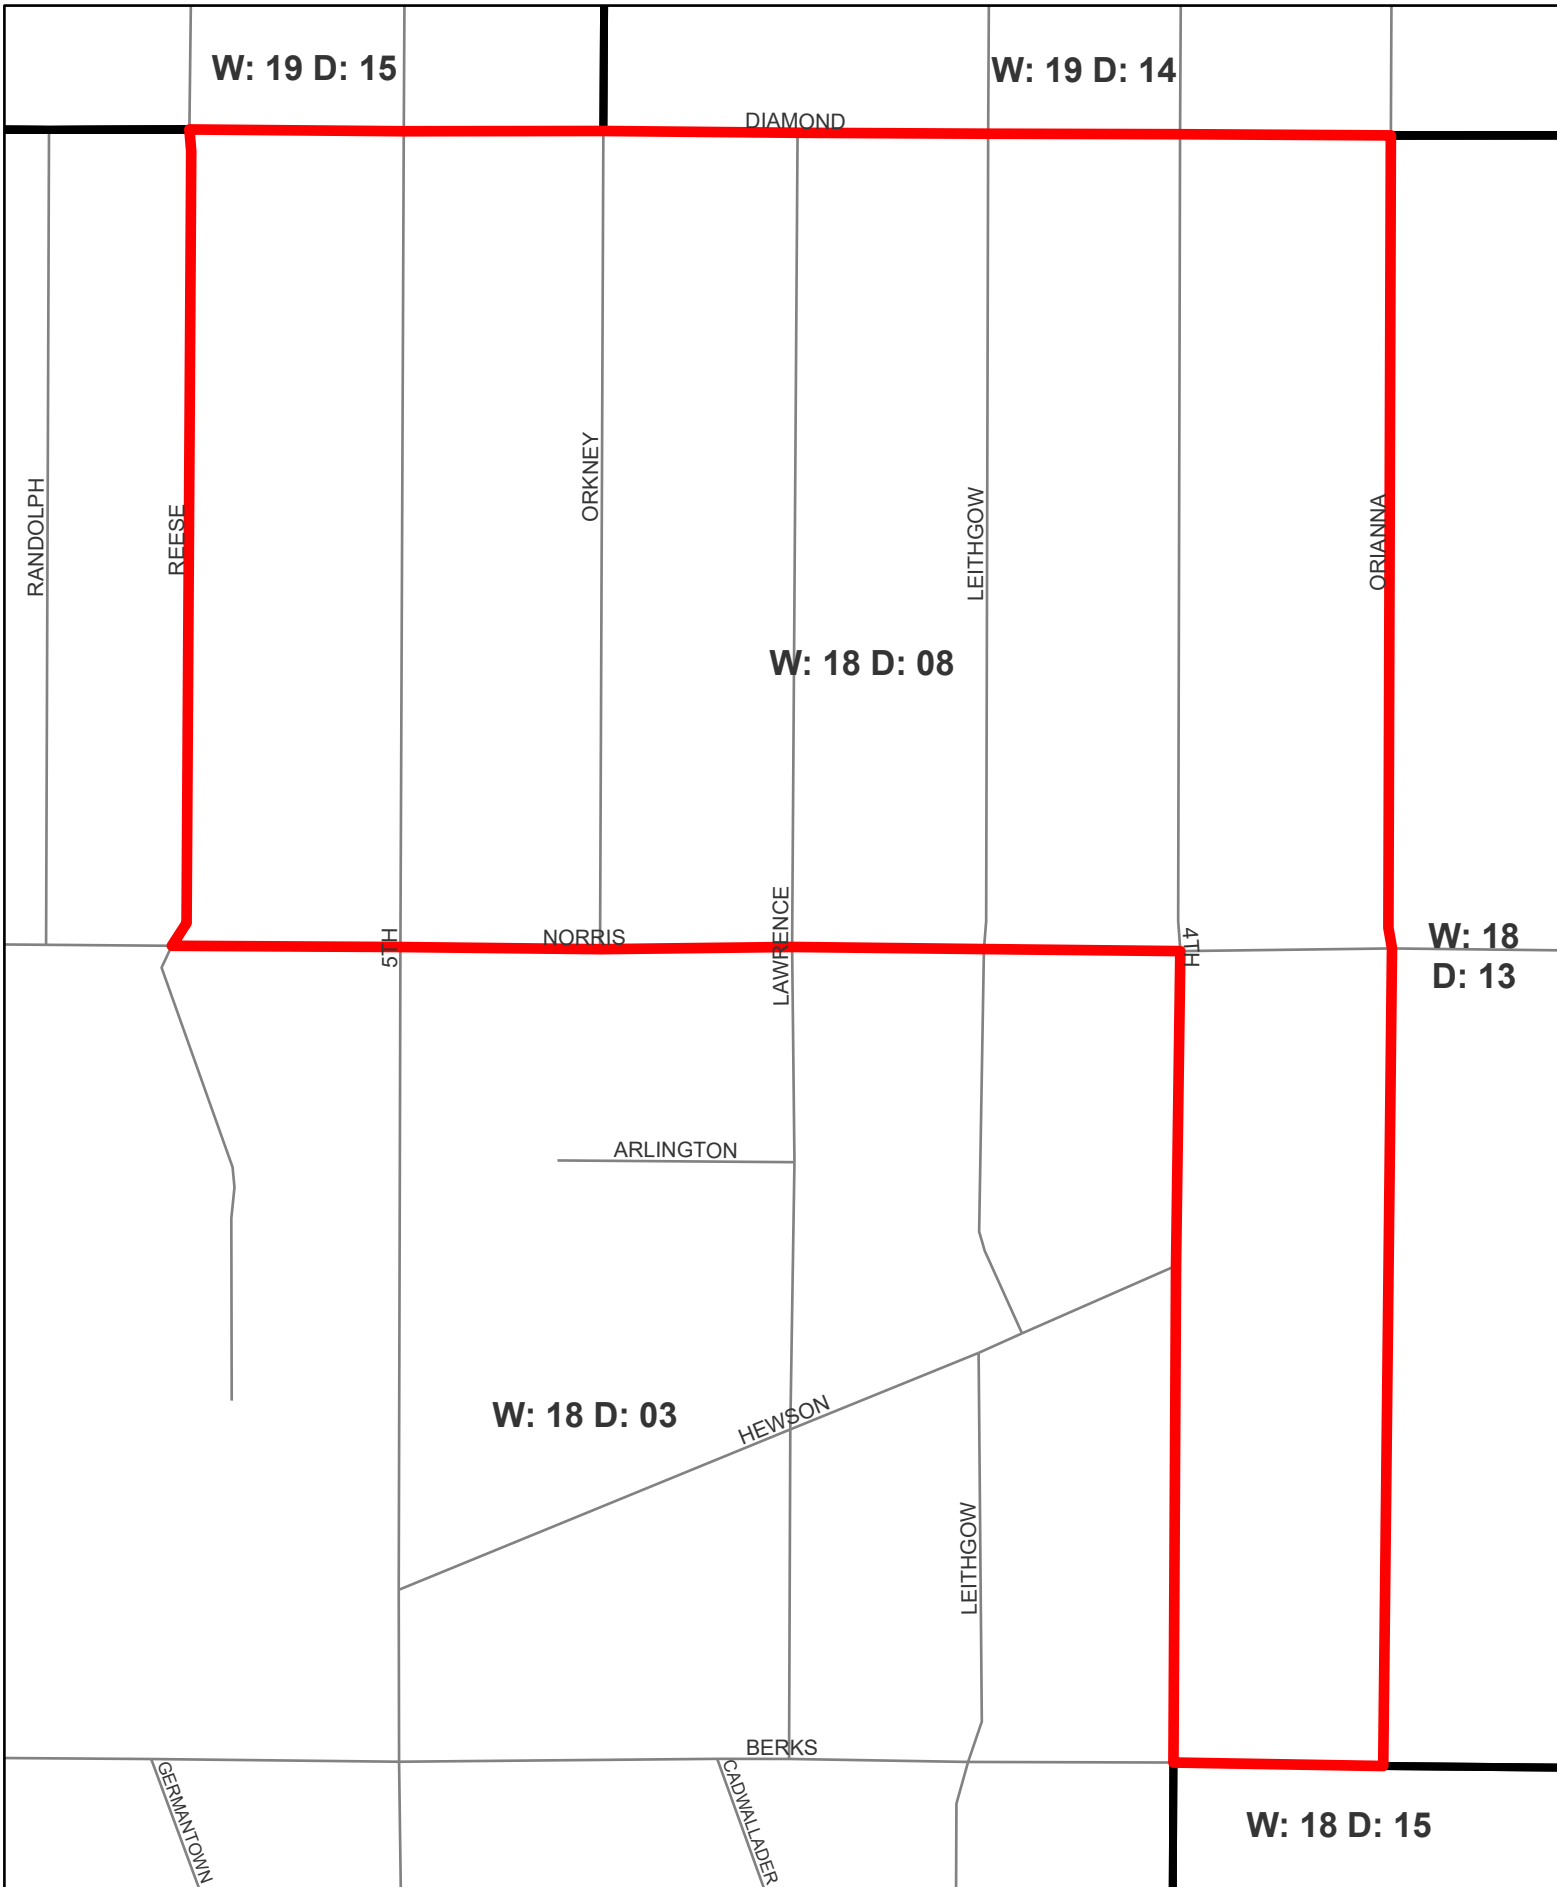 W: 19 D: 15
W: 19 D: 14
DIAMOND
RANDOLPH
REESE
ORKNEY
LEITHGOW
ORIANNA
W: 18 D: 08
5TH
NORRIS
LAWRENCE
4TH
W: 18
D: 13
ARLINGTON
W: 18 D: 03
HEWSON
LEITHGOW
BERKS
GERMANTOWN
CADWALLADER
W: 18 D: 15